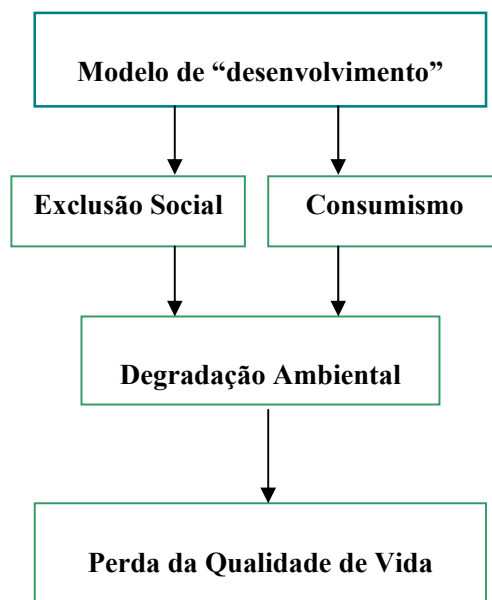 Modelo de “desenvolvimento”
Exclusão Social
Consumismo
Degradação Ambiental
Perda da Qualidade de Vida